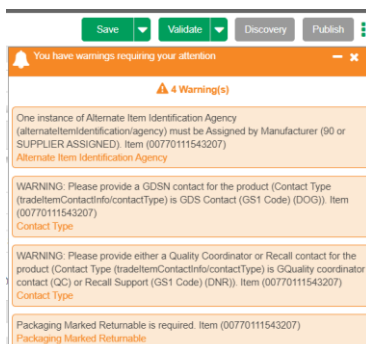 Save
Validate
Discovery
Publish
You have warnings requiring your attention
4 Warning(s)
One instance of Alternate Item Identification Agency
(alternateItemIdentification/agency) must be Assigned by Manufacturer (90 or
SUPPLIER ASSIGNED). Item (00770111543207)
Alternate Item Identification Agency
WARNING: Please provide a GDSN contact for the product (Contact Type
(tradeItemContactInfo/contactType) is GDS Contact (GS1 Code) (DOG)). Item
(00770111543207)
Contact Type
WARNING: Please provide either a Quality Coordinator or Recall contact for the
product (Contact Type (tradeItemContactInfo/contactType) is GQuality coordinator
contact (QC) or Recall Support (GS1 Code) (DNR)). Item (00770111543207)
Contact Type
Packaging Marked Returnable is required. Item (00770111543207)
Packaging Marked Returnable